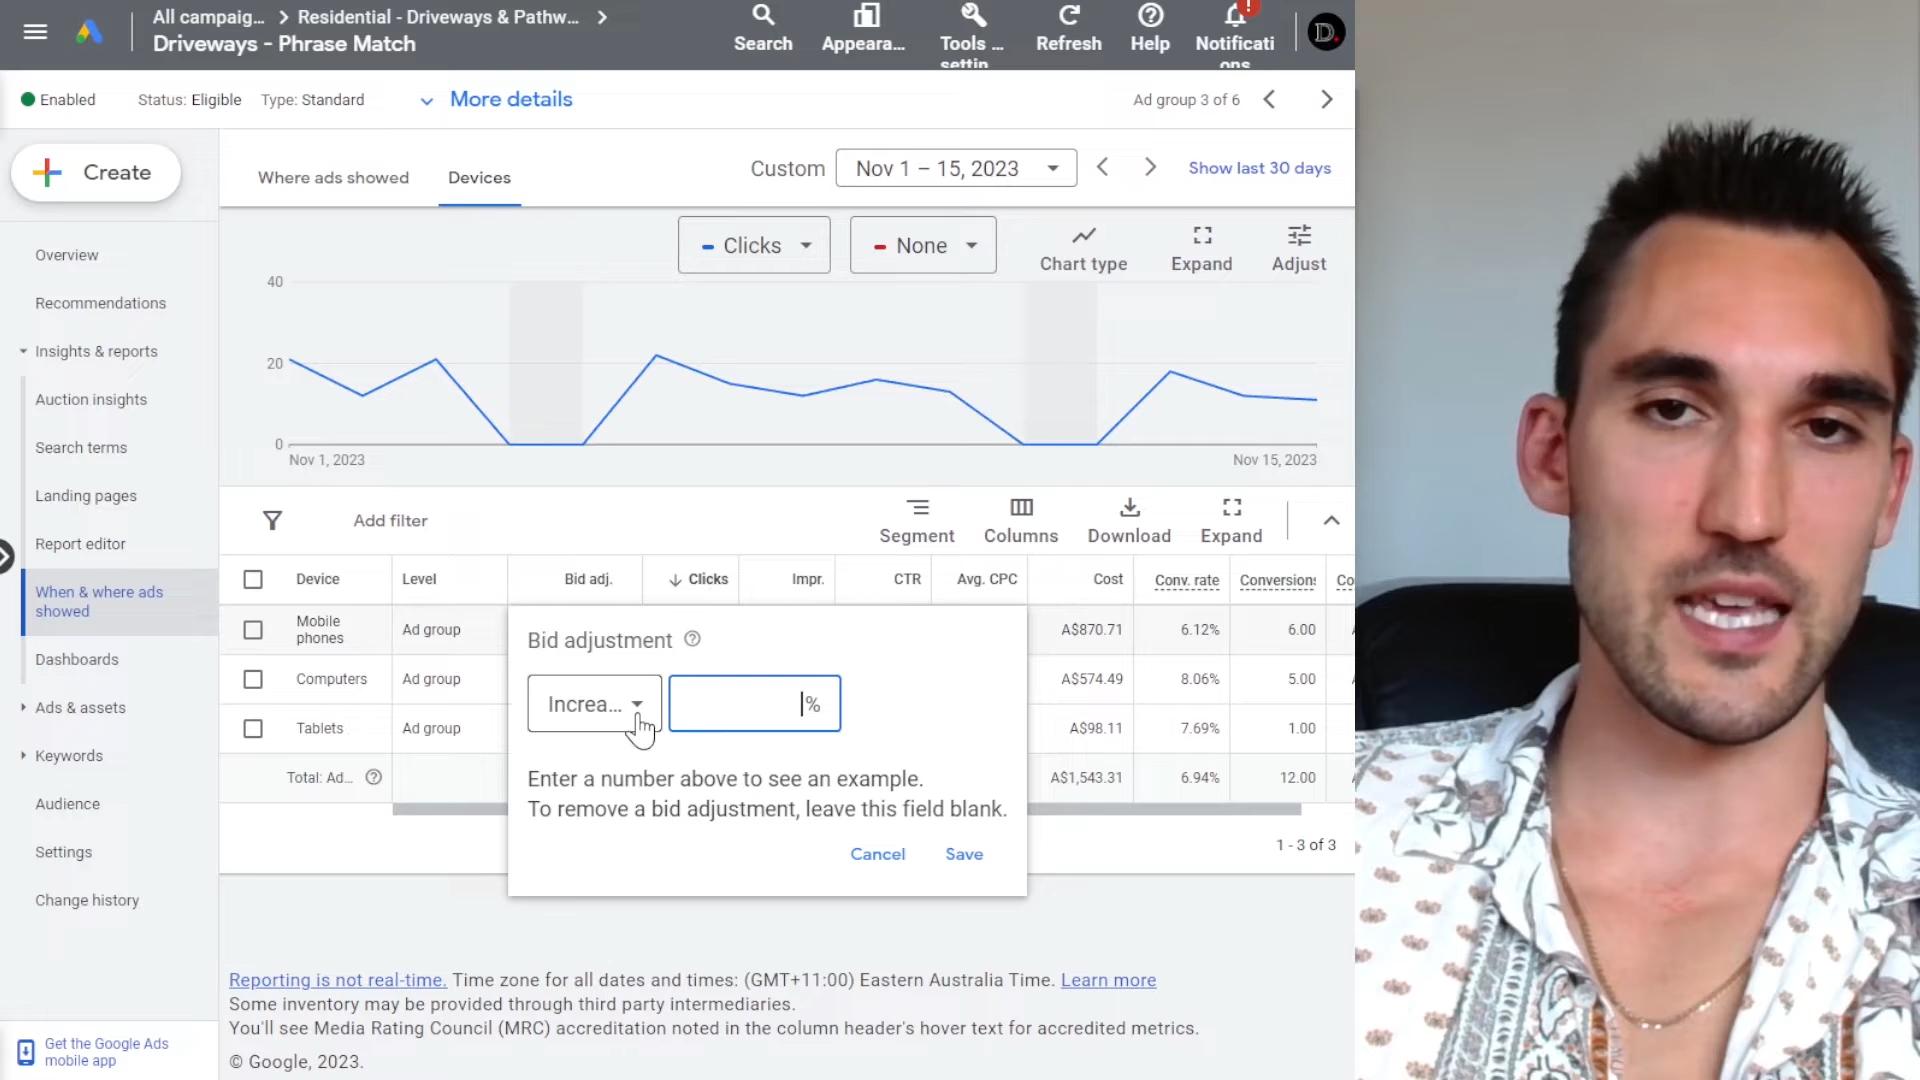 All campaig... > Residential - Driveways & Pathw... >
Driveways - Phrase Match
Search
Appeara...
Tools ...
settin
Refresh
Help
Notificati
ons
D.
Enabled
Status: Eligible
Type: Standard
More details
Ad group 3 of 6
Create
Where ads showed
Devices
Custom
Nov 1 – 15, 2023
Show last 30 days
Overview
Recommendations
Insights & reports
Auction insights
Search terms
Landing pages
Report editor
When & where ads
showed
Dashboards
Ads & assets
Keywords
Audience
Settings
Change history
Get the Google Ads
mobile app
Clicks
None
Chart type
Expand
Adjust
40
20
0
Nov 1, 2023
Nov 15, 2023
Add filter
Segment
Columns
Download
Expand
Device Level Bid adj. Clicks Impr. CTR Avg. CPC Cost Conv. rate Conversions Co
Mobile
phones
Ad group
A$870.71 6.12% 6.00
Computers Ad group A$574.49 8.06% 5.00
Tablets Ad group A$98.11 7.69% 1.00
Total: Ad... A$1,543.31 6.94% 12.00
Bid adjustment
Increa...
%
Enter a number above to see an example.
To remove a bid adjustment, leave this field blank.
Cancel
Save
1 - 3 of 3
Reporting is not real-time. Time zone for all dates and times: (GMT+11:00) Eastern Australia Time. Learn more
Some inventory may be provided through third party intermediaries.
You'll see Media Rating Council (MRC) accreditation noted in the column header's hover text for accredited metrics.
© Google, 2023.